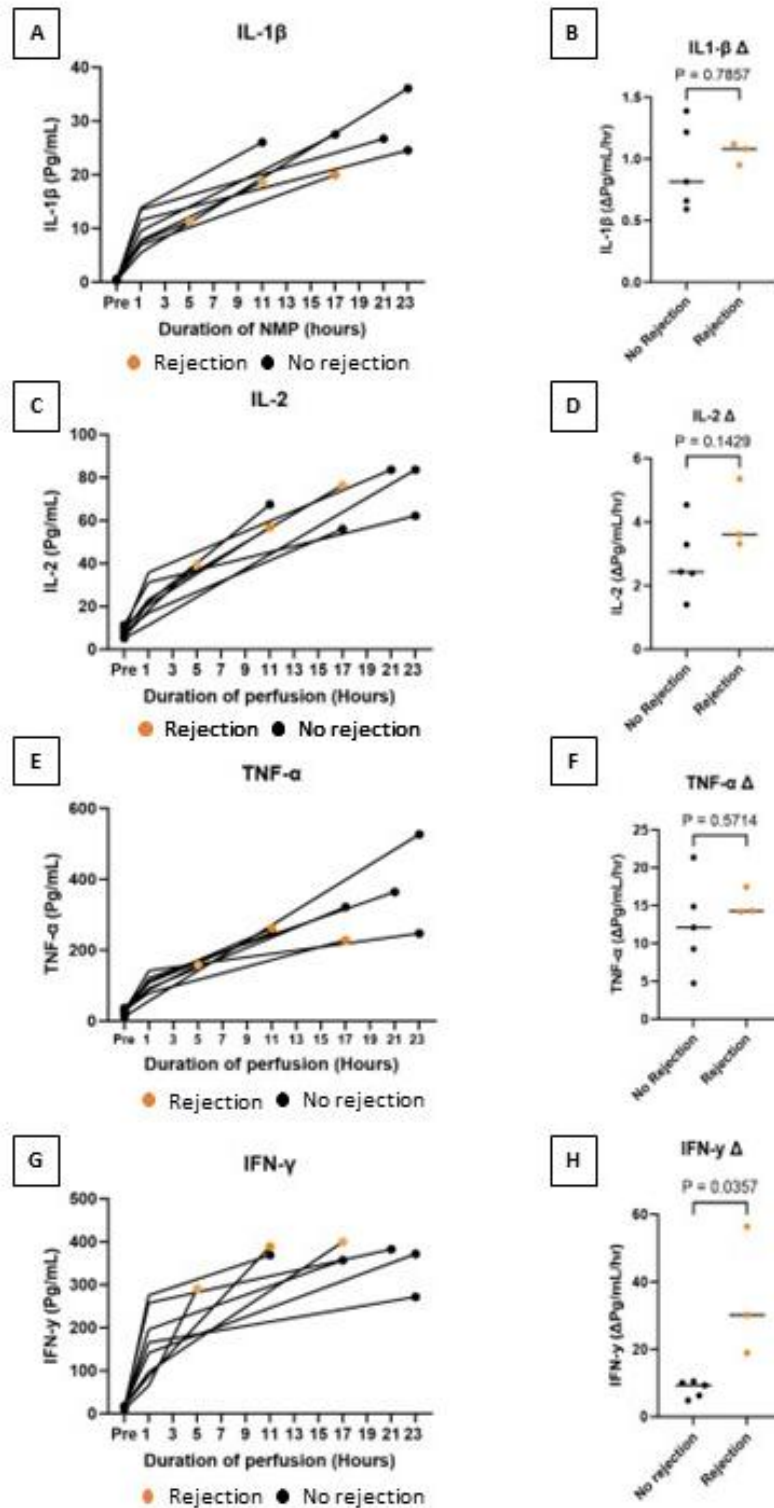 A
IL-1β
IL-1β (Pg/mL)
40
30
20
10
0
Pre 1 3 5 7 9 11 13 15 17 19 21 23
Duration of NMP (hours)
Rejection No rejection
B
IL1-β Δ
P = 0.7857
IL-1β (ΔPg/mL/hr)
1.5
1.0
0.5
0.0
No Rejection Rejection
C
IL-2
IL-2 (Pg/mL)
100
80
60
40
20
0
Pre 1 3 5 7 9 11 13 15 17 19 21 23
Duration of perfusion (Hours)
Rejection No rejection
D
IL-2 Δ
P = 0.1429
IL-2 (ΔPg/mL/hr)
6
4
2
0
No Rejection Rejection
E
TNF-α
TNF-α (Pg/mL)
600
400
200
0
Pre 1 3 5 7 9 11 13 15 17 19 21 23
Duration of perfusion (Hours)
Rejection No rejection
F
TNF-α Δ
P = 0.5714
TNF-α (ΔPg/mL/hr)
25
20
15
10
5
0
No Rejection Rejection
G
IFN-γ
IFN-y (Pg/mL)
500
400
300
200
100
0
Pre 1 3 5 7 9 11 13 15 17 19 21 23
Duration of perfusion (Hours)
Rejection No rejection
H
IFN-y Δ
P = 0.0357
IFN-y (ΔPg/mL/hr)
60
40
20
0
No rejection Rejection